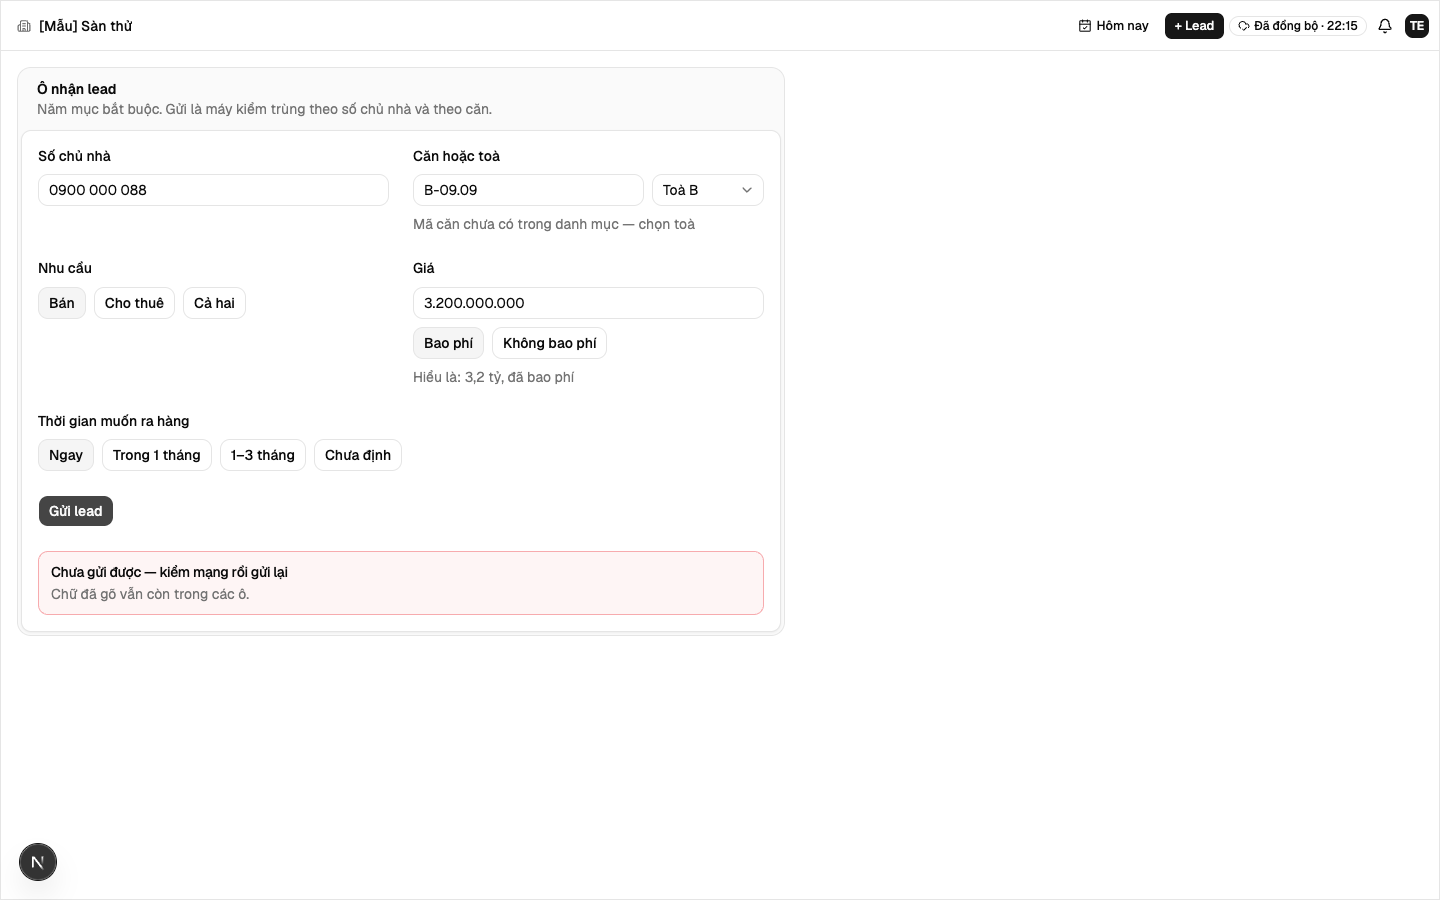 [Mẫu] Sàn thử
Hôm nay
+ Lead
Đã đồng bộ · 22:15
TE
Ô nhận lead
Năm mục bắt buộc. Gửi là máy kiểm trùng theo số chủ nhà và theo căn.
Số chủ nhà
0900 000 088
Căn hoặc toà
B-09.09
Toà B
Mã căn chưa có trong danh mục — chọn toà
Nhu cầu
Bán
Cho thuê
Cả hai
Giá
3.200.000.000
Bao phí
Không bao phí
Hiểu là: 3,2 tỷ, đã bao phí
Thời gian muốn ra hàng
Ngay
Trong 1 tháng
1–3 tháng
Chưa định
Gửi lead
Chưa gửi được — kiểm mạng rồi gửi lại
Chữ đã gõ vẫn còn trong các ô.
N